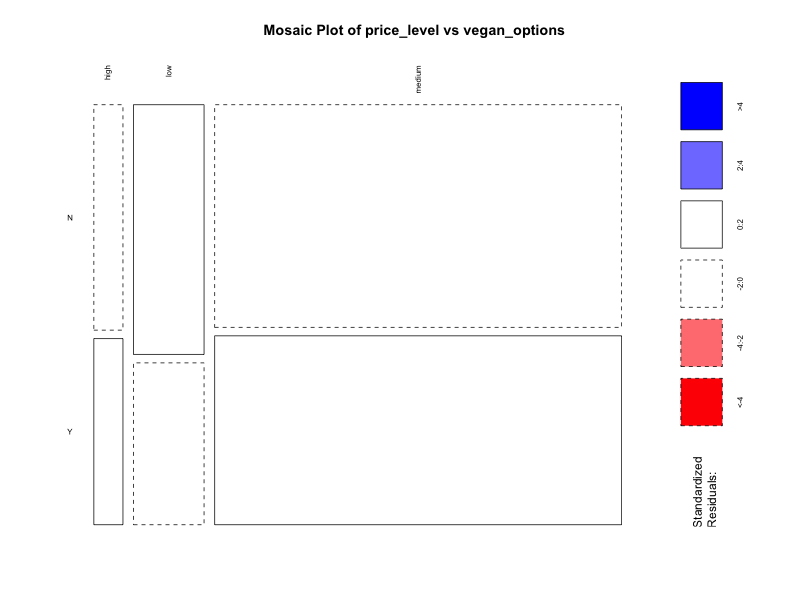 Mosaic Plot of price_level vs vegan_options
high
low
medium
N
Y
>4
2:4
0:2
-2:0
-4:-2
<-4
Standardized
Residuals: